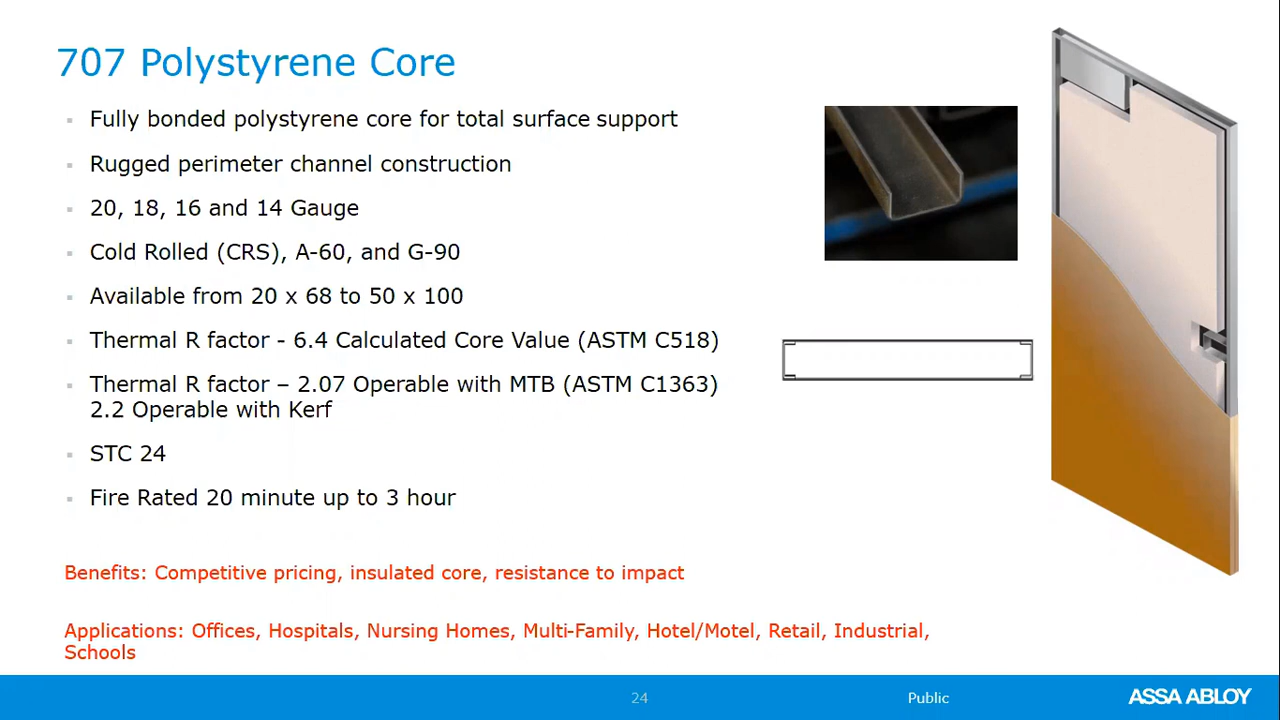 707 Polystyrene Core
Fully bonded polystyrene core for total surface support
Rugged perimeter channel construction
20, 18, 16 and 14 Gauge
Cold Rolled (CRS), A-60, and G-90
Available from 20 x 68 to 50 x 100
Thermal R factor - 6.4 Calculated Core Value (ASTM C518)
Thermal R factor – 2.07 Operable with MTB (ASTM C1363)
2.2 Operable with Kerf
STC 24
Fire Rated 20 minute up to 3 hour
Benefits: Competitive pricing, insulated core, resistance to impact
Applications: Offices, Hospitals, Nursing Homes, Multi-Family, Hotel/Motel, Retail, Industrial,
Schools
24
Public
ASSA ABLOY